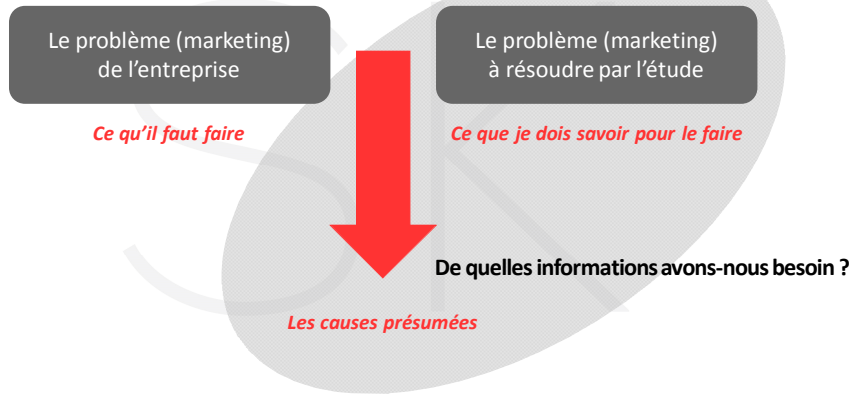 Le problème (marketing)
de l'entreprise
Le problème (marketing)
à résoudre par l'étude
Ce qu'il faut faire
Ce que je dois savoir pour le faire
De quelles informations avons-nous besoin ?
Les causes présumées
SK